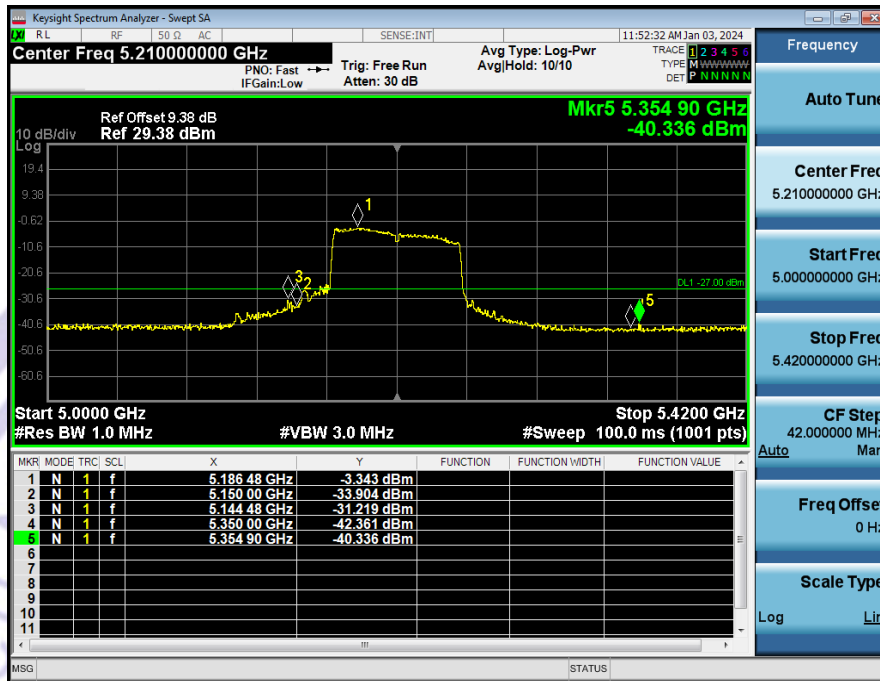 Keysight Spectrum Analyzer - Swept SA
LXI RL RF 50 Ω AC SENSE:INT 11:52:32 AM Jan 03, 2024
Center Freq 5.210000000 GHz
PNO: Fast
IFGain:Low
Trig: Free Run
Atten: 30 dB
Avg Type: Log-Pwr
Avg|Hold: 10/10
TRACE 1 2 3 4 5 6
TYPE M WWWWW
DET P N N N N N
Ref Offset 9.38 dB
Ref 29.38 dBm
Mkr5 5.354 90 GHz
-40.336 dBm
10 dB/div
Log
19.4
9.38
-0.62
-10.6
-20.6
-30.6
-40.6
-50.6
-60.6
1
3
2
5
DL1 -27.00 dBm
Start 5.0000 GHz Stop 5.4200 GHz
#Res BW 1.0 MHz #VBW 3.0 MHz #Sweep 100.0 ms (1001 pts)
MKR MODE TRC SCL X Y FUNCTION FUNCTION WIDTH FUNCTION VALUE
1 N 1 f 5.186 48 GHz -3.343 dBm
2 N 1 f 5.150 00 GHz -33.904 dBm
3 N 1 f 5.144 48 GHz -31.219 dBm
4 N 1 f 5.350 00 GHz -42.361 dBm
5 N 1 f 5.354 90 GHz -40.336 dBm
6
7
8
9
10
11
MSG STATUS
Frequency
Auto Tune
Center Freq
5.210000000 GHz
Start Freq
5.000000000 GHz
Stop Freq
5.420000000 GHz
CF Step
42.000000 MHz
Auto Man
Freq Offset
0 Hz
Scale Type
Log Lin